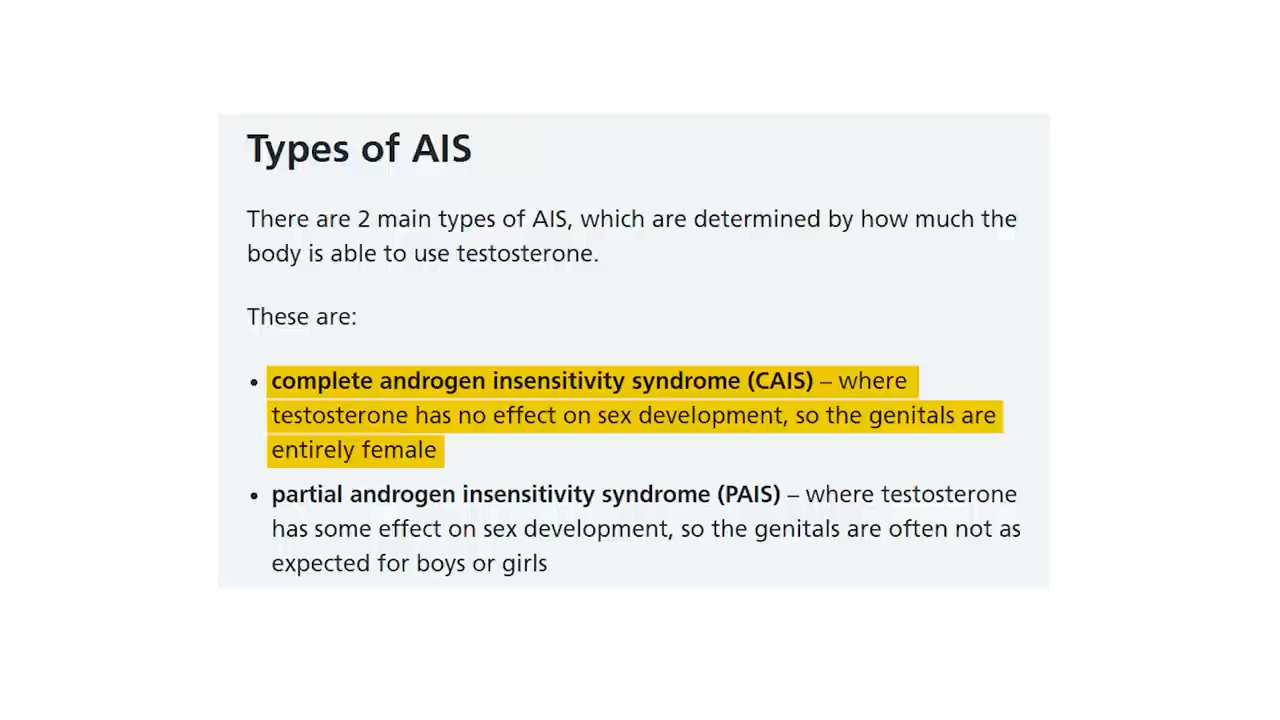 Types of AIS
There are 2 main types of AIS, which are determined by how much the
body is able to use testosterone.
These are:
• complete androgen insensitivity syndrome (CAIS) – where
testosterone has no effect on sex development, so the genitals are
entirely female
• partial androgen insensitivity syndrome (PAIS) – where testosterone
has some effect on sex development, so the genitals are often not as
expected for boys or girls